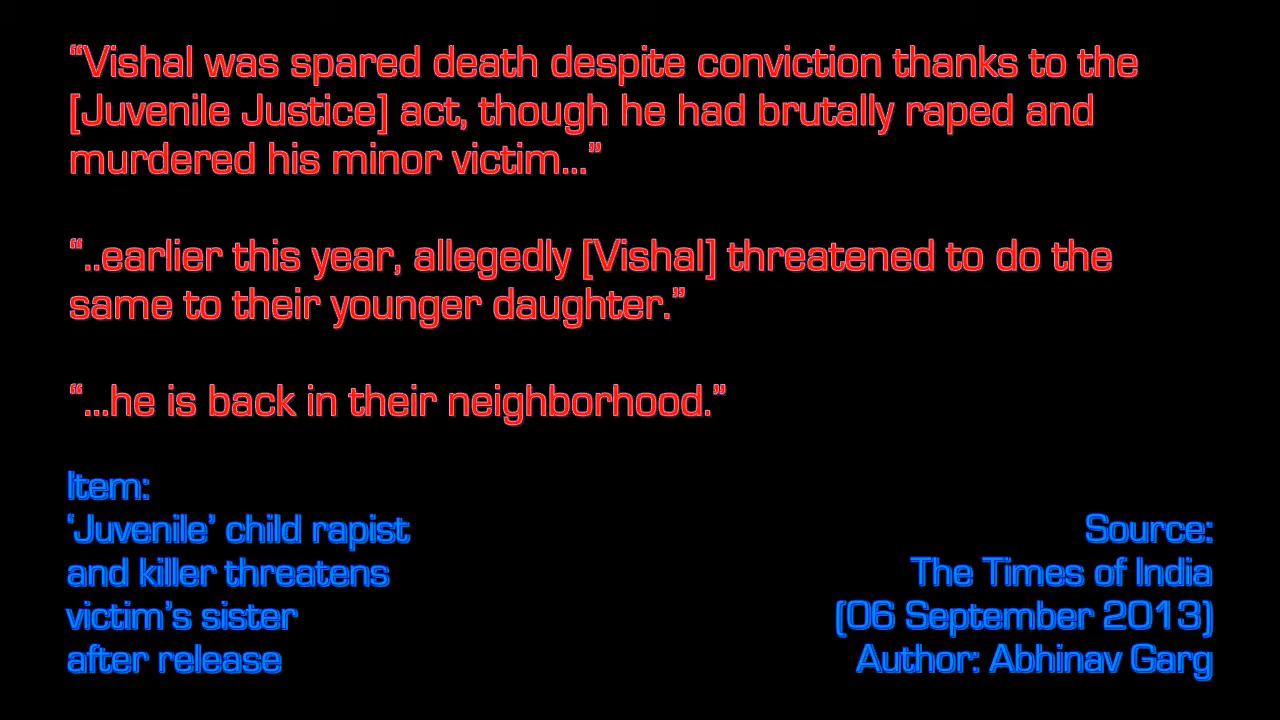 “Vishal was spared death despite conviction thanks to the
[Juvenile Justice] act, though he had brutally raped and
murdered his minor victim...”
“..earlier this year, allegedly [Vishal] threatened to do the
same to their younger daughter.”
“...he is back in their neighborhood.”
Item:
‘Juvenile’ child rapist
and killer threatens
victim’s sister
after release
Source:
The Times of India
(06 September 2013)
Author: Abhinav Garg